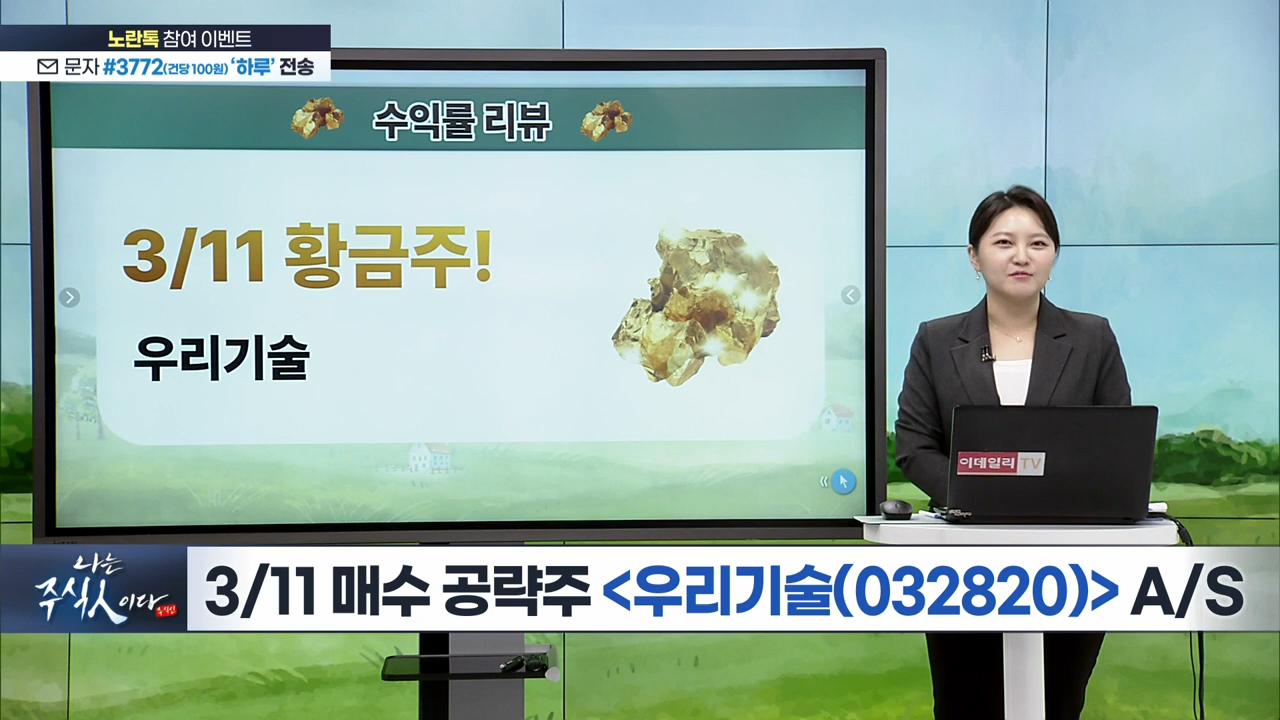 노란톡 참여 이벤트
문자 #3772(건당 100원) ‘하루’ 전송
수익률 리뷰
3/11 황금주!
우리기술
이데일리 TV
나는
주식人이다
3/11 매수 공략주 <우리기술(032820)> A/S